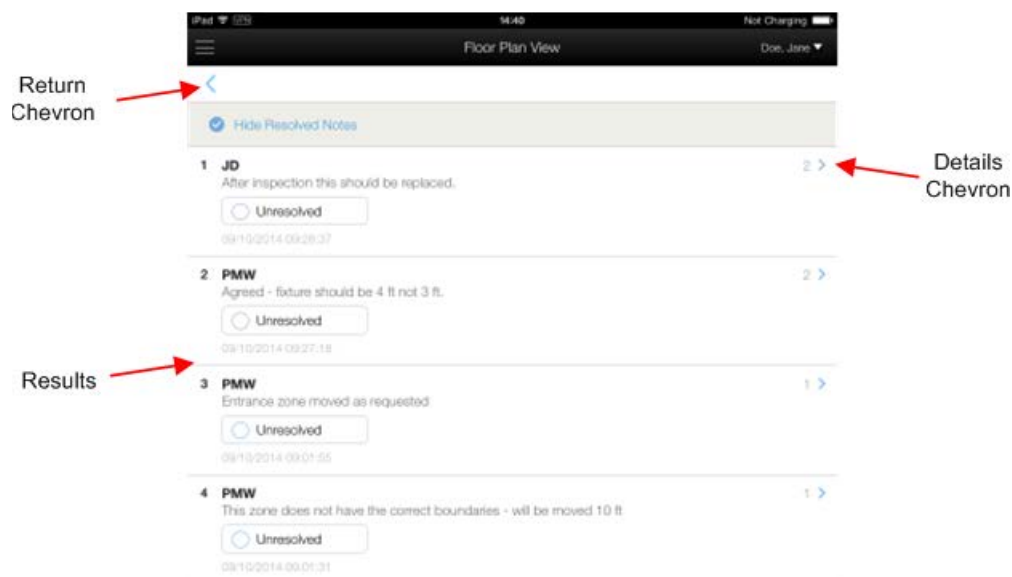 iPad VPN 14:40 Not Charging
Floor Plan View Doe, Jane
Return
Chevron
Hide Resolved Notes
1 JD 2
After inspection this should be replaced.
Details
Chevron
Unresolved
09/10/2014 09:28:37
2 PMW 2
Agreed - fixture should be 4 ft not 3 ft.
Unresolved
09/10/2014 09:27:18
Results
3 PMW 1
Entrance zone moved as requested
Unresolved
09/10/2014 09:01:55
4 PMW 1
This zone does not have the correct boundaries - will be moved 10 ft
Unresolved
09/10/2014 09:01:31